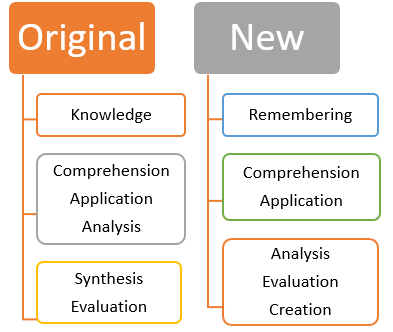 Original
Knowledge
Comprehension
Application
Analysis
Synthesis
Evaluation
New
Remembering
Comprehension
Application
Analysis
Evaluation
Creation